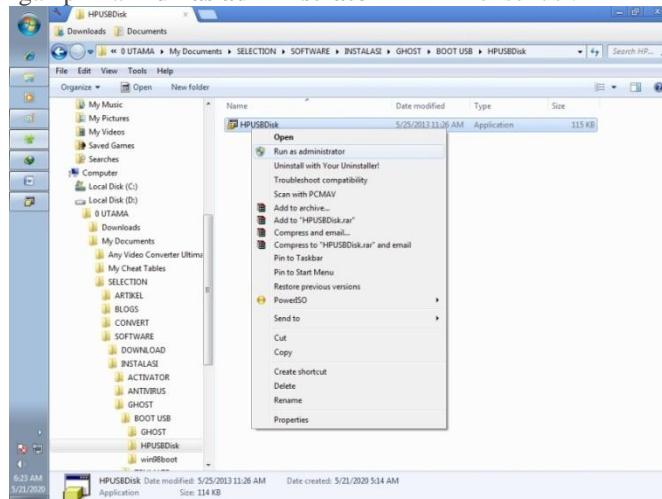 HPUSBDisk
Downloads Documents
« 0 UTAMA My Documents SELECTION SOFTWARE INSTALASI GHOST BOOT USB HPUSBDisk
Search HP...
File Edit View Tools Help
Organize Open New folder
Name Date modified Type Size
HPUSBDisk 5/25/2013 11:26 AM Application 115 KB
My Music
My Pictures
My Videos
Saved Games
Searches
Computer
Local Disk (C:)
Local Disk (D:)
0 UTAMA
Downloads
My Documents
Any Video Converter Ultima
My Cheat Tables
SELECTION
ARTIKEL
BLOGS
CONVERT
SOFTWARE
DOWNLOAD
INSTALASI
ACTIVATOR
ANTIVIRUS
GHOST
BOOT USB
GHOST
HPUSBDisk
win98boot
Open
Run as administrator
Uninstall with Your Uninstaller!
Troubleshoot compatibility
Scan with PCMAV
Add to archive...
Add to "HPUSBDisk.rar"
Compress and email...
Compress to "HPUSBDisk.rar" and email
Pin to Taskbar
Pin to Start Menu
Restore previous versions
PowerISO
Send to
Cut
Copy
Create shortcut
Delete
Rename
Properties
HPUSBDisk Date modified: 5/25/2013 11:26 AM Date created: 5/21/2020 5:14 AM
Application Size: 114 KB
6:23 AM
5/21/2020